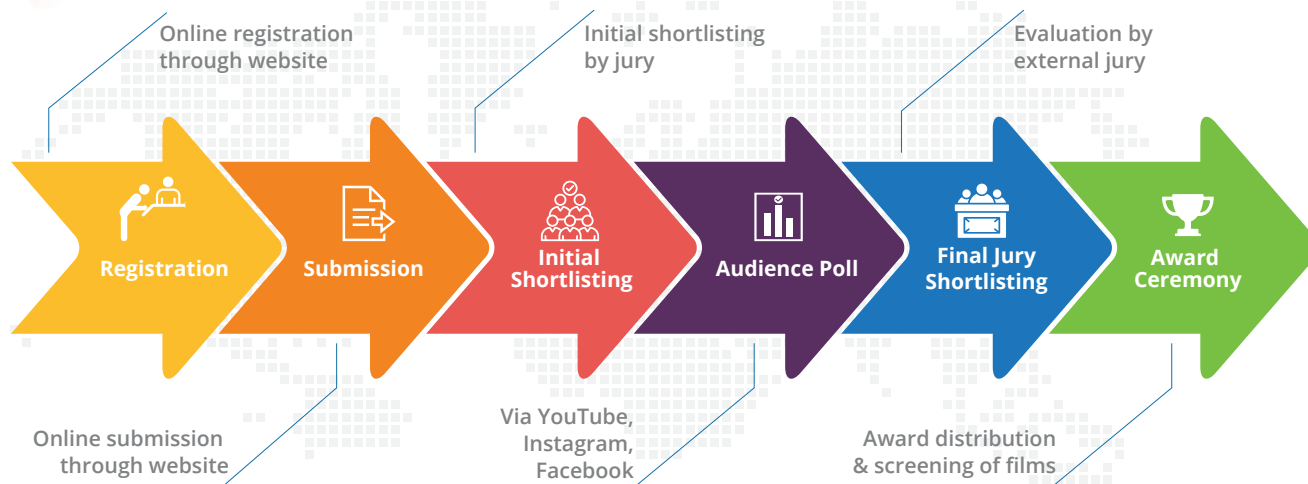 Online registration
through website
Initial shortlisting
by jury
Evaluation by
external jury
Registration
Submission
Initial
Shortlisting
Audience Poll
Final Jury
Shortlisting
Award
Ceremony
Online submission
through website
Via YouTube,
Instagram,
Facebook
Award distribution
& screening of films